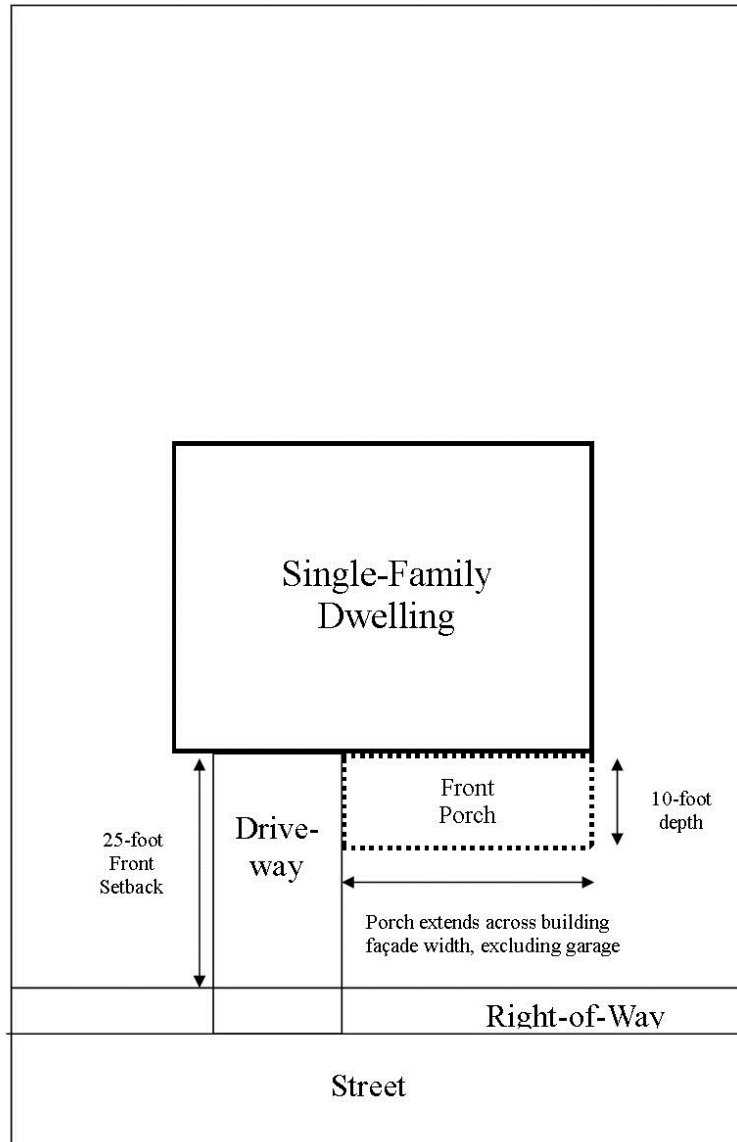 Single-Family
Dwelling
Front
Porch
10-foot
depth
Drive-
way
25-foot
Front
Setback
Porch extends across building
façade width, excluding garage
Right-of-Way
Street